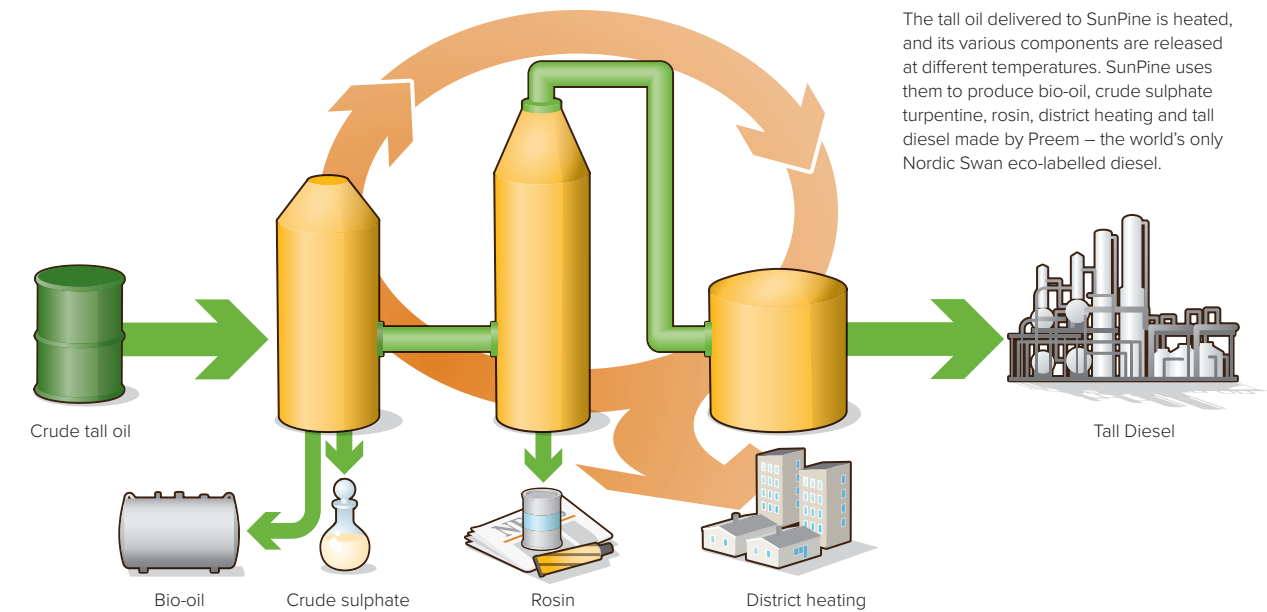 The tall oil delivered to SunPine is heated,
and its various components are released
at different temperatures. SunPine uses
them to produce bio-oil, crude sulphate
turpentine, rosin, district heating and tall
diesel made by Preem – the world’s only
Nordic Swan eco-labelled diesel.
Crude tall oil
Tall Diesel
Bio-oil
Crude sulphate
Rosin
District heating